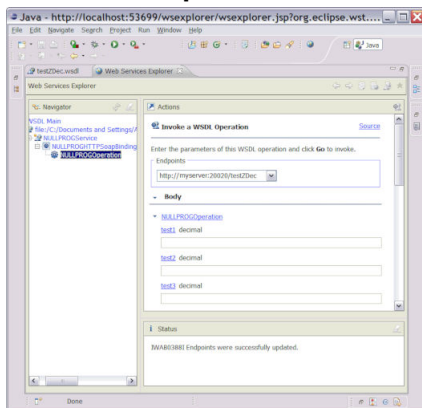 Java - http://localhost:53699/wsexplorer/wsexplorer.jsp?org.eclipse.wst....
File Edit Navigate Search Project Run Window Help
Java
testZDec.wsdl Web Services Explorer
Web Services Explorer
Navigator
WSDL Main
file:/C:/Documents and Settings/A
NULLPROGService
NULLPROGHTTPSoapBinding
NULLPROGOperation
Actions
Invoke a WSDL Operation Source
Enter the parameters of this WSDL operation and click Go to invoke.
Endpoints
http://myserver:20020/testZDec
Body
NULLPROGOperation
test1 decimal
test2 decimal
test3 decimal
i Status
IWAB0388I Endpoints were successfully updated.
Done